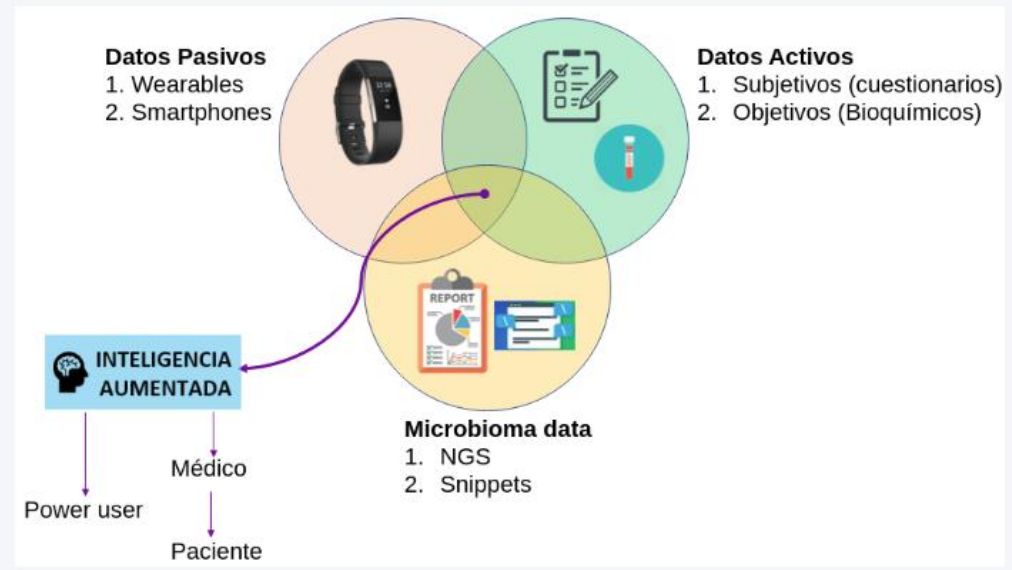 Datos Pasivos
1. Wearables
2. Smartphones
Datos Activos
1. Subjetivos (cuestionarios)
2. Objetivos (Bioquímicos)
REPORT
INTELIGENCIA
AUMENTADA
Microbioma data
1. NGS
2. Snippets
Médico
Power user
Paciente